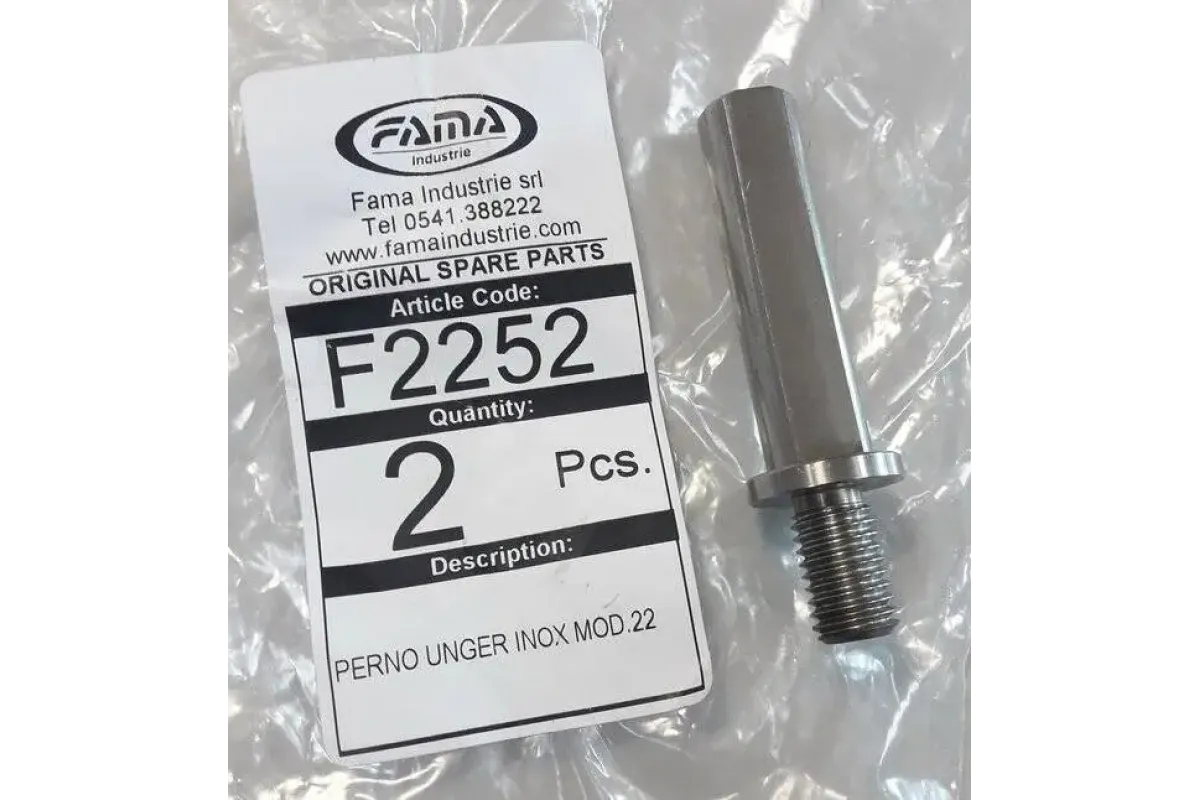 FAMA
Industrie
Fama Industrie srl
Tel 0541.388222
www.famaindustrie.com
ORIGINAL SPARE PARTS
Article Code:
F2252
Quantity:
2 Pcs.
Description:
PERNO UNGER INOX MOD.22